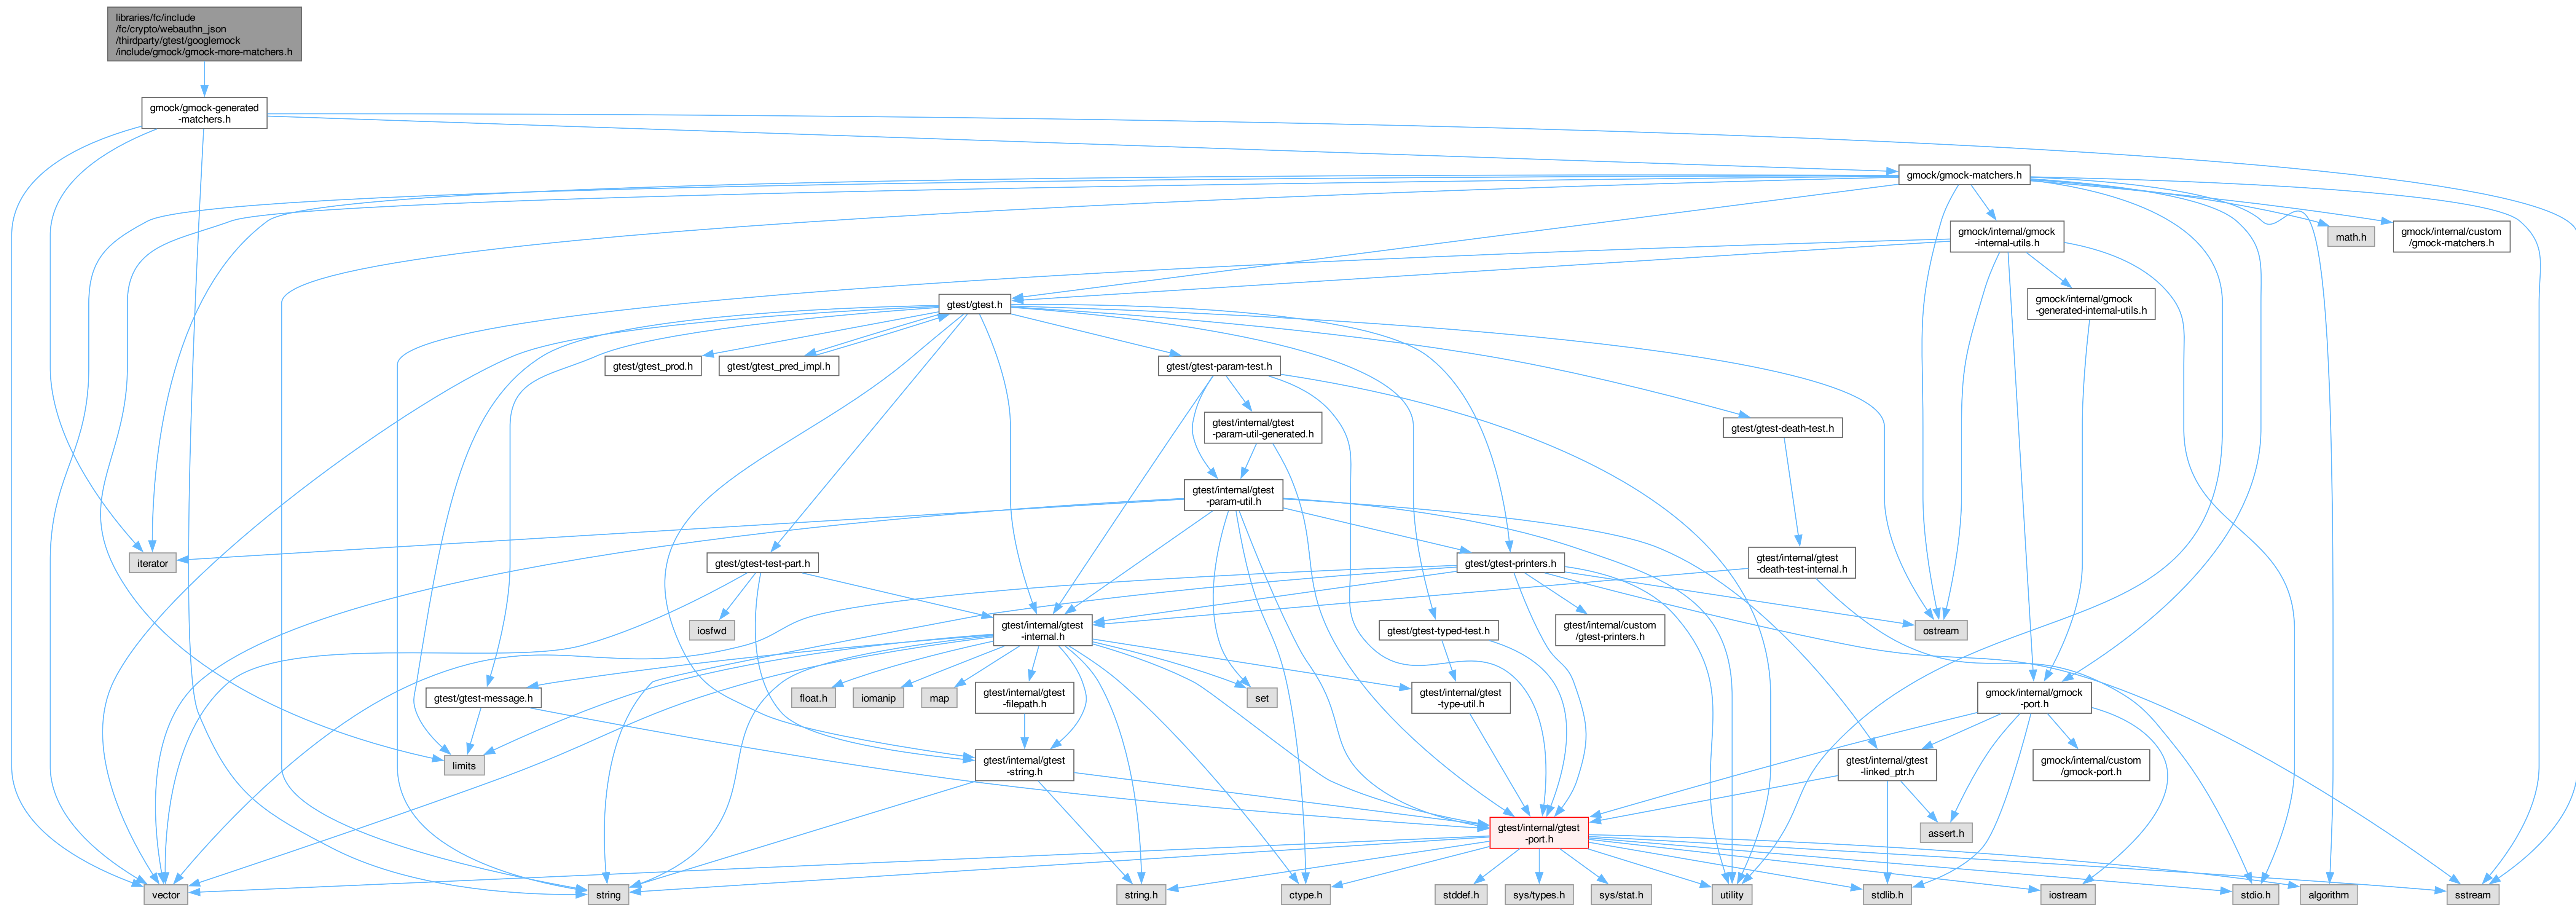 libraries/fc/include
/fc/crypto/webauthn_json
/thirdparty/gtest/googlemock
/include/gmock/gmock-more-matchers.h
gmock/gmock-generated
-matchers.h
gmock/gmock-matchers.h
gmock/internal/gmock
-internal-utils.h
math.h
gmock/internal/custom
/gmock-matchers.h
gtest/gtest.h
gmock/internal/gmock
-generated-internal-utils.h
gtest/gtest_prod.h
gtest/gtest_pred_impl.h
gtest/gtest-param-test.h
gtest/internal/gtest
-param-util-generated.h
gtest/gtest-death-test.h
gtest/internal/gtest
-param-util.h
iterator
gtest/gtest-test-part.h
gtest/gtest-printers.h
gtest/internal/gtest
-death-test-internal.h
iosfwd
gtest/internal/gtest
-internal.h
gtest/gtest-typed-test.h
gtest/internal/custom
/gtest-printers.h
ostream
gtest/gtest-message.h
float.h
iomanip
map
gtest/internal/gtest
-filepath.h
set
gtest/internal/gtest
-type-util.h
gmock/internal/gmock
-port.h
limits
gtest/internal/gtest
-string.h
gtest/internal/gtest
-linked_ptr.h
gmock/internal/custom
/gmock-port.h
gtest/internal/gtest
-port.h
assert.h
vector
string
string.h
ctype.h
stddef.h
sys/types.h
sys/stat.h
utility
stdlib.h
iostream
stdio.h
algorithm
sstream